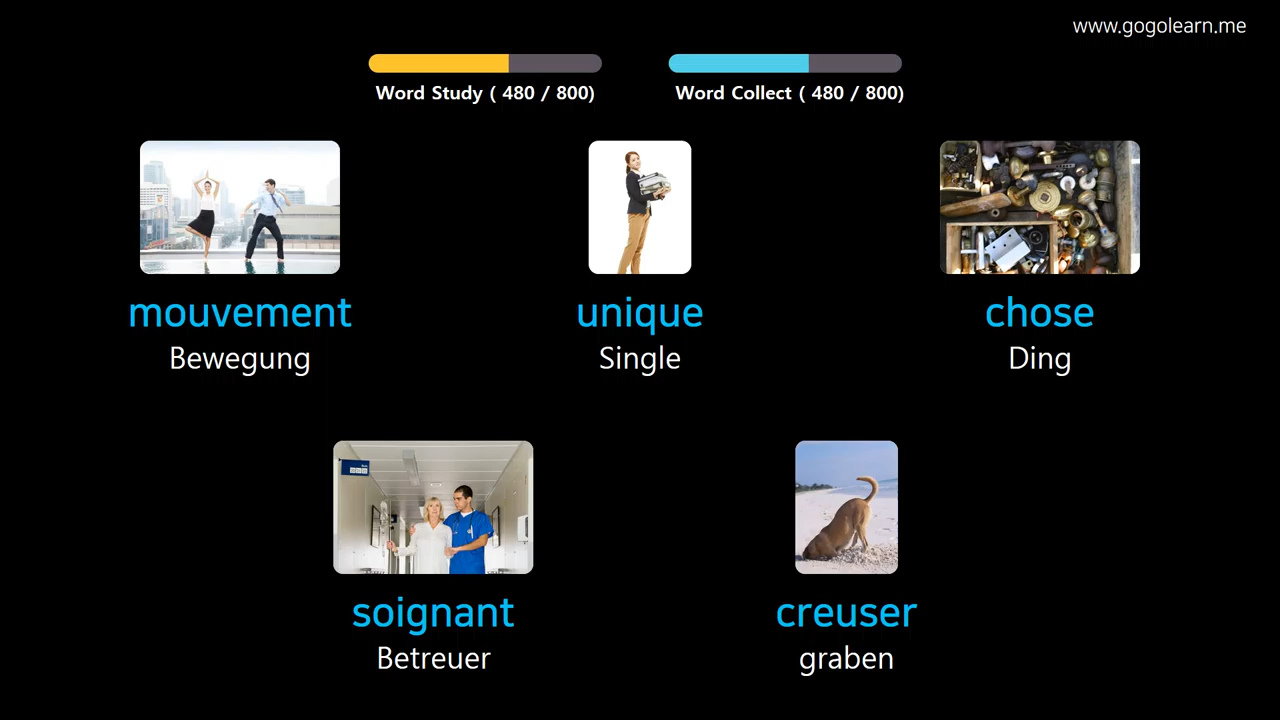 www.gogolearn.me
Word Study ( 480 / 800)
Word Collect ( 480 / 800)
mouvement
Bewegung
unique
Single
chose
Ding
soignant
Betreuer
creuser
graben